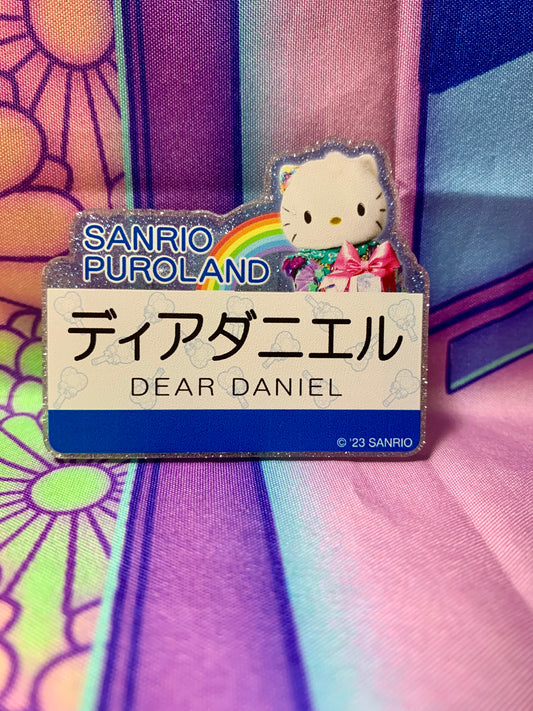 SANRIO
PUROLAND
ディアダニエル
DEAR DANIEL
© '23 SANRIO